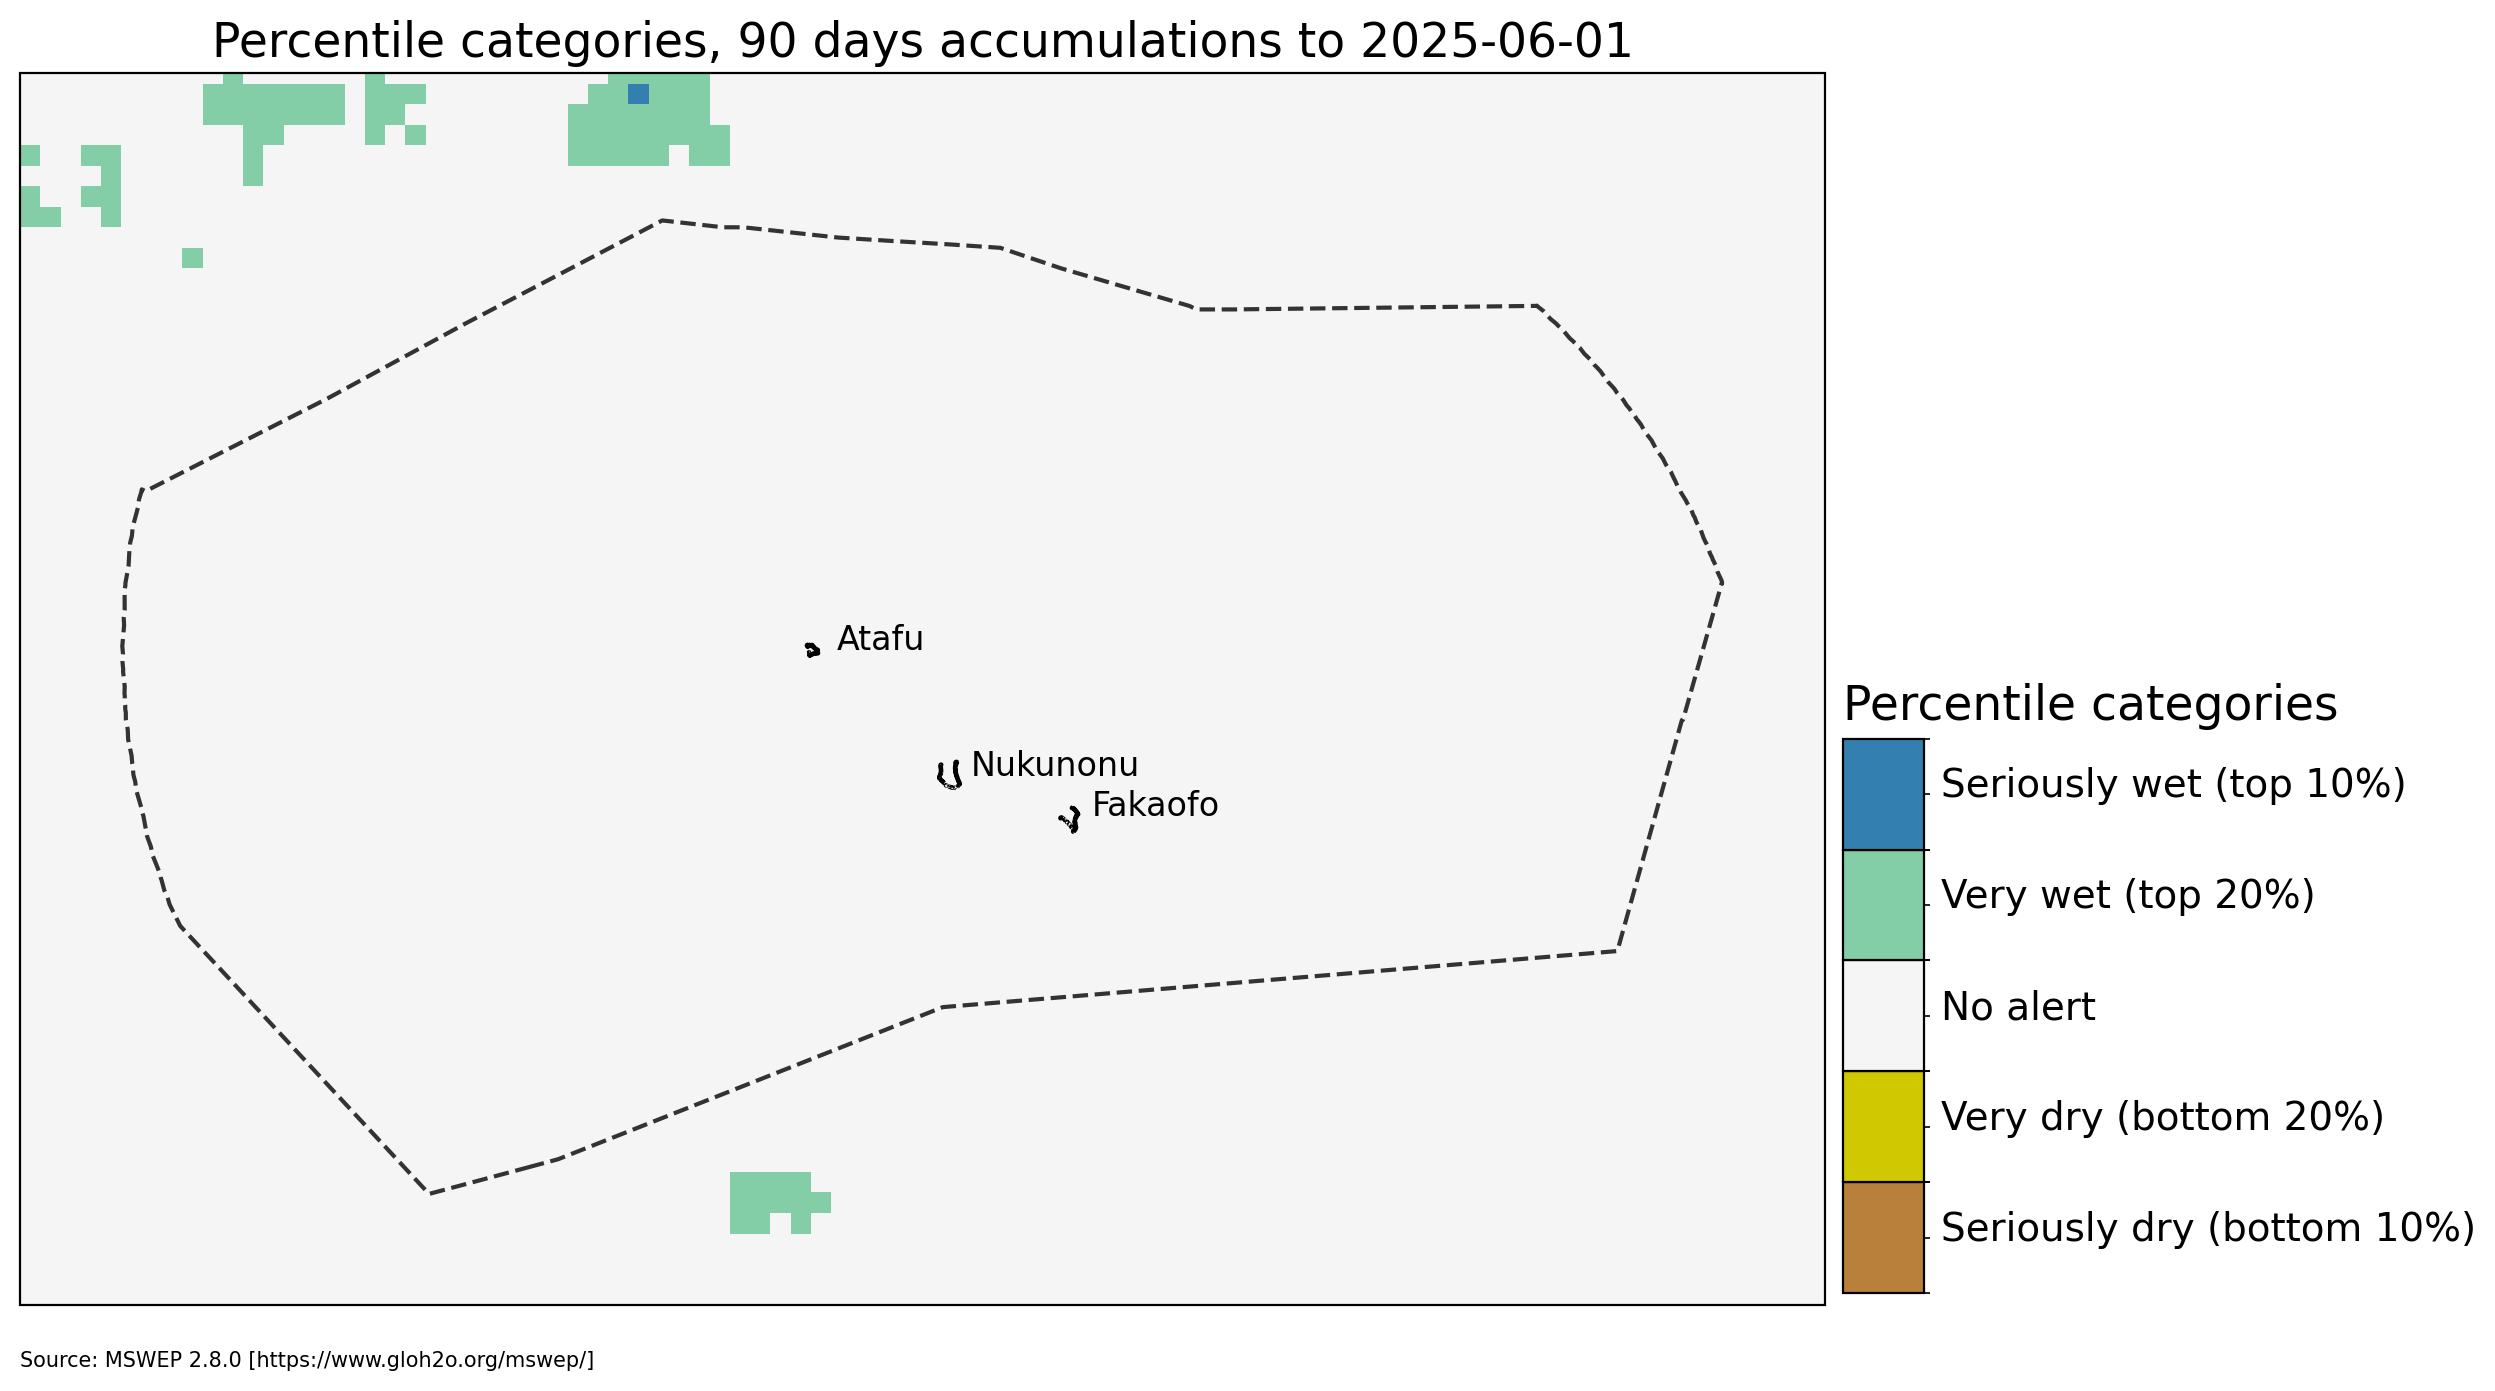 Percentile categories, 90 days accumulations to 2025-06-01
Atafu
Nukunonu
Fakaofo
Percentile categories
Seriously wet (top 10%)
Very wet (top 20%)
No alert
Very dry (bottom 20%)
Seriously dry (bottom 10%)
Source: MSWEP 2.8.0 [https://www.gloh2o.org/mswep/]